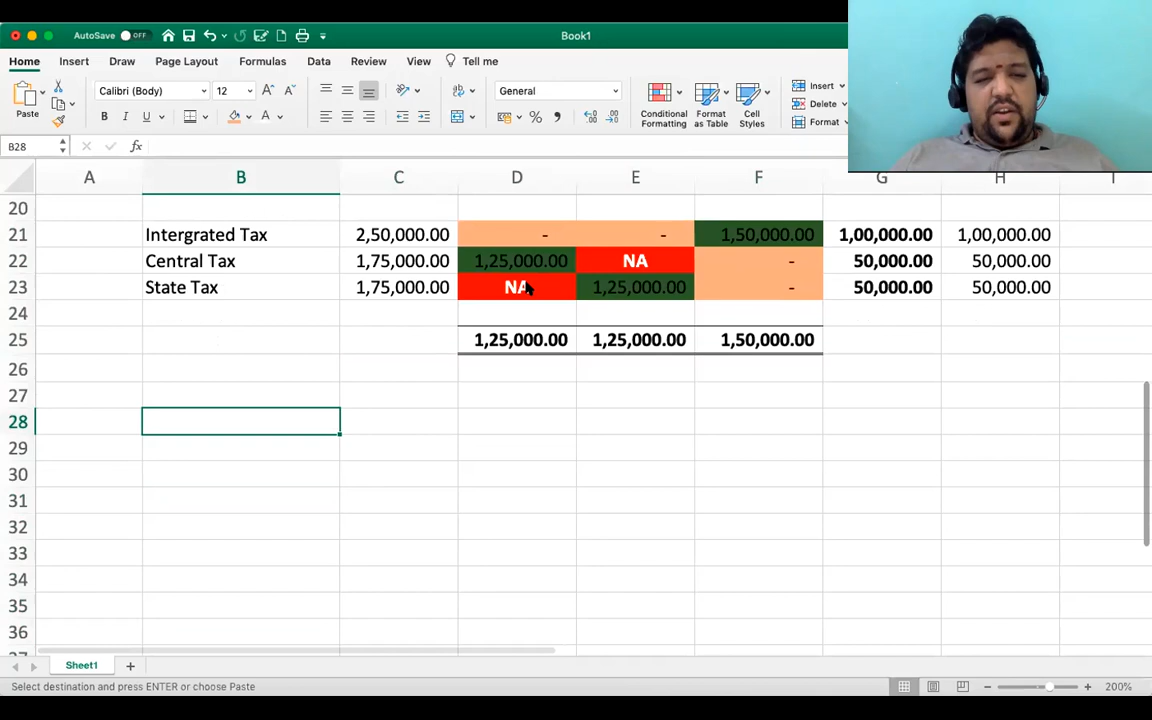 AutoSave OFF Book1
Home Insert Draw Page Layout Formulas Data Review View Tell me
Paste Calibri (Body) 12 A A General Conditional Formatting Format as Table Cell Styles Insert Delete Format
B I U A % ,
B28 fx
A B C D E F G H I
20
21 Intergrated Tax 2,50,000.00 - - 1,50,000.00 1,00,000.00 1,00,000.00
22 Central Tax 1,75,000.00 1,25,000.00 NA - 50,000.00 50,000.00
23 State Tax 1,75,000.00 NA 1,25,000.00 - 50,000.00 50,000.00
24
25 1,25,000.00 1,25,000.00 1,50,000.00
26
27
28
29
30
31
32
33
34
35
36
Sheet1
Select destination and press ENTER or choose Paste 200%